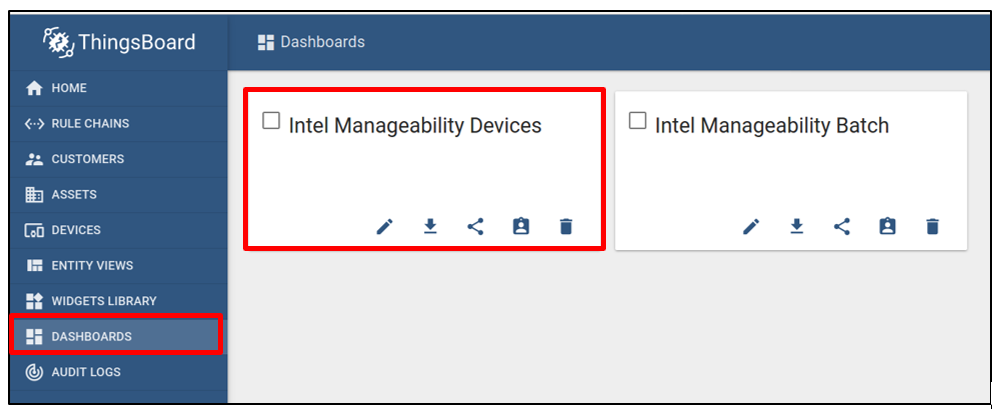 ThingsBoard
Dashboards
HOME
RULE CHAINS
CUSTOMERS
ASSETS
DEVICES
ENTITY VIEWS
WIDGETS LIBRARY
DASHBOARDS
AUDIT LOGS
Intel Manageability Devices
Intel Manageability Batch